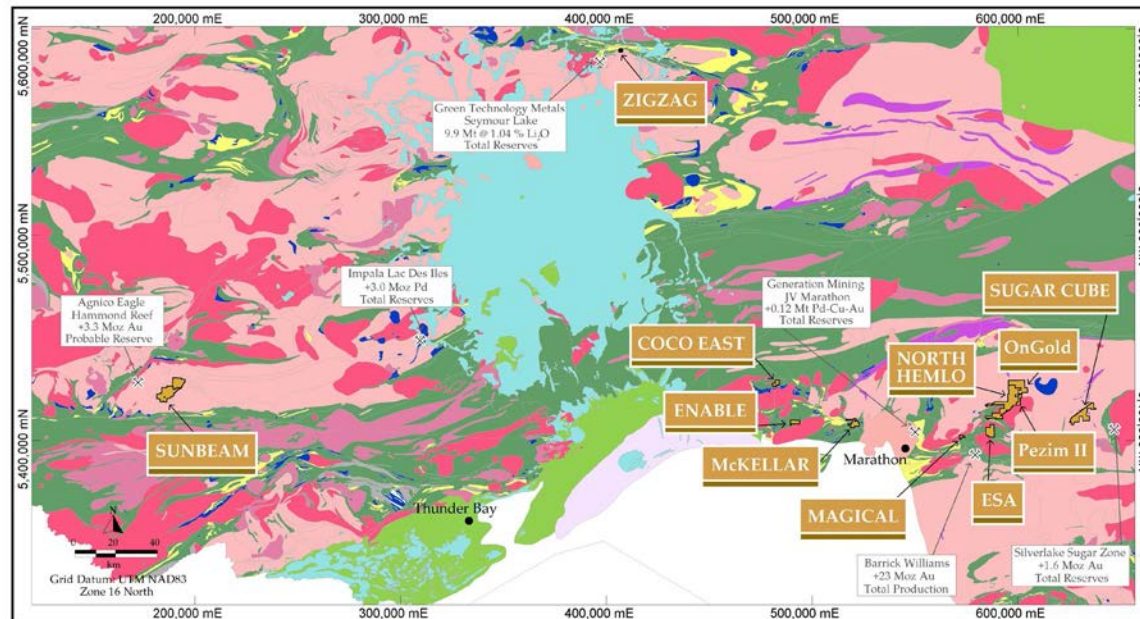 200,000 mE
300,000 mE
400,000 mE
500,000 mE
600,000 mE
5,600,000 mN
5,500,000 mN
5,400,000 mN
ZIGZAG
Green Technology Metals
Seymour Lake
9.9 Mt @ 1.04 % Li₂O
Total Reserves
Agnico Eagle
Hammond Reef
+3.3 Moz Au
Probable Reserve
Impala Lac Des Iles
+3.0 Moz Pd
Total Reserves
Generation Mining
JV Marathon
+0.12 Mt Pd-Cu-Au
Total Reserves
SUGAR CUBE
COCO EAST
NORTH
HEMLO
OnGold
ENABLE
SUNBEAM
McKELLAR
Marathon
Pezim II
MAGICAL
ESA
Thunder Bay
Barrick Williams
+23 Moz Au
Total Production
Silverlake Sugar Zone
+1.6 Moz Au
Total Reserves
N
0 20 40
km
Grid Datum: UTM NAD83
Zone 16 North
200,000 mE
300,000 mE
400,000 mE
500,000 mE
600,000 mE